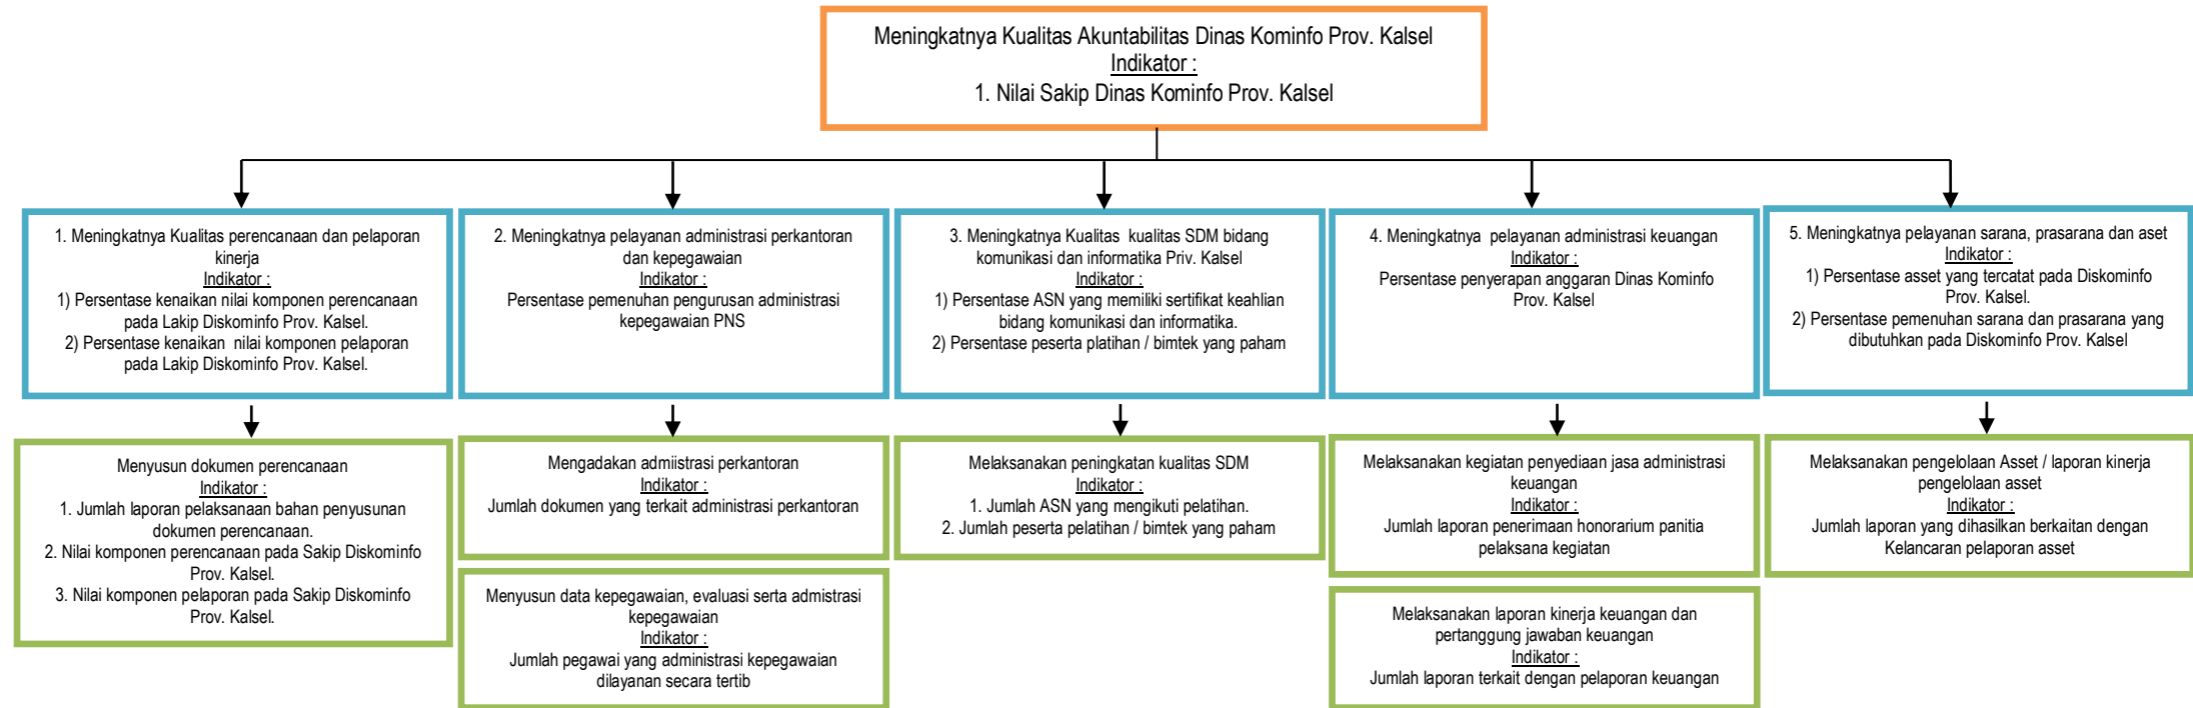 Meningkatnya Kualitas Akuntabilitas Dinas Kominfo Prov. Kalsel
Indikator :
1. Nilai Sakip Dinas Kominfo Prov. Kalsel
1. Meningkatnya Kualitas perencanaan dan pelaporan
kinerja
Indikator :
1) Persentase kenaikan nilai komponen perencanaan
pada Lakip Diskominfo Prov. Kalsel.
2) Persentase kenaikan nilai komponen pelaporan
pada Lakip Diskominfo Prov. Kalsel.
2. Meningkatnya pelayanan administrasi perkantoran
dan kepegawaian
Indikator :
Persentase pemenuhan pengurusan administrasi
kepegawaian PNS
3. Meningkatnya Kualitas kualitas SDM bidang
komunikasi dan informatika Priv. Kalsel
Indikator :
1) Persentase ASN yang memiliki sertifikat keahlian
bidang komunikasi dan informatika.
2) Persentase peserta platihan / bimtek yang paham
4. Meningkatnya pelayanan administrasi keuangan
Indikator :
Persentase penyerapan anggaran Dinas Kominfo
Prov. Kalsel
5. Meningkatnya pelayanan sarana, prasarana dan aset
Indikator :
1) Persentase asset yang tercatat pada Diskominfo
Prov. Kalsel.
2) Persentase pemenuhan sarana dan prasarana yang
dibutuhkan pada Diskominfo Prov. Kalsel
Menyusun dokumen perencanaan
Indikator :
1. Jumlah laporan pelaksanaan bahan penyusunan
dokumen perencanaan.
2. Nilai komponen perencanaan pada Sakip Diskominfo
Prov. Kalsel.
3. Nilai komponen pelaporan pada Sakip Diskominfo
Prov. Kalsel.
Mengadakan admiistrasi perkantoran
Indikator :
Jumlah dokumen yang terkait administrasi perkantoran
Menyusun data kepegawaian, evaluasi serta admistrasi
kepegawaian
Indikator :
Jumlah pegawai yang administrasi kepegawaian
dilayanan secara tertib
Melaksanakan peningkatan kualitas SDM
Indikator :
1. Jumlah ASN yang mengikuti pelatihan.
2. Jumlah peserta pelatihan / bimtek yang paham
Melaksanakan kegiatan penyediaan jasa administrasi
keuangan
Indikator :
Jumlah laporan penerimaan honorarium panitia
pelaksana kegiatan
Melaksanakan laporan kinerja keuangan dan
pertanggung jawaban keuangan
Indikator :
Jumlah laporan terkait dengan pelaporan keuangan
Melaksanakan pengelolaan Asset / laporan kinerja
pengelolaan asset
Indikator :
Jumlah laporan yang dihasilkan berkaitan dengan
Kelancaran pelaporan asset